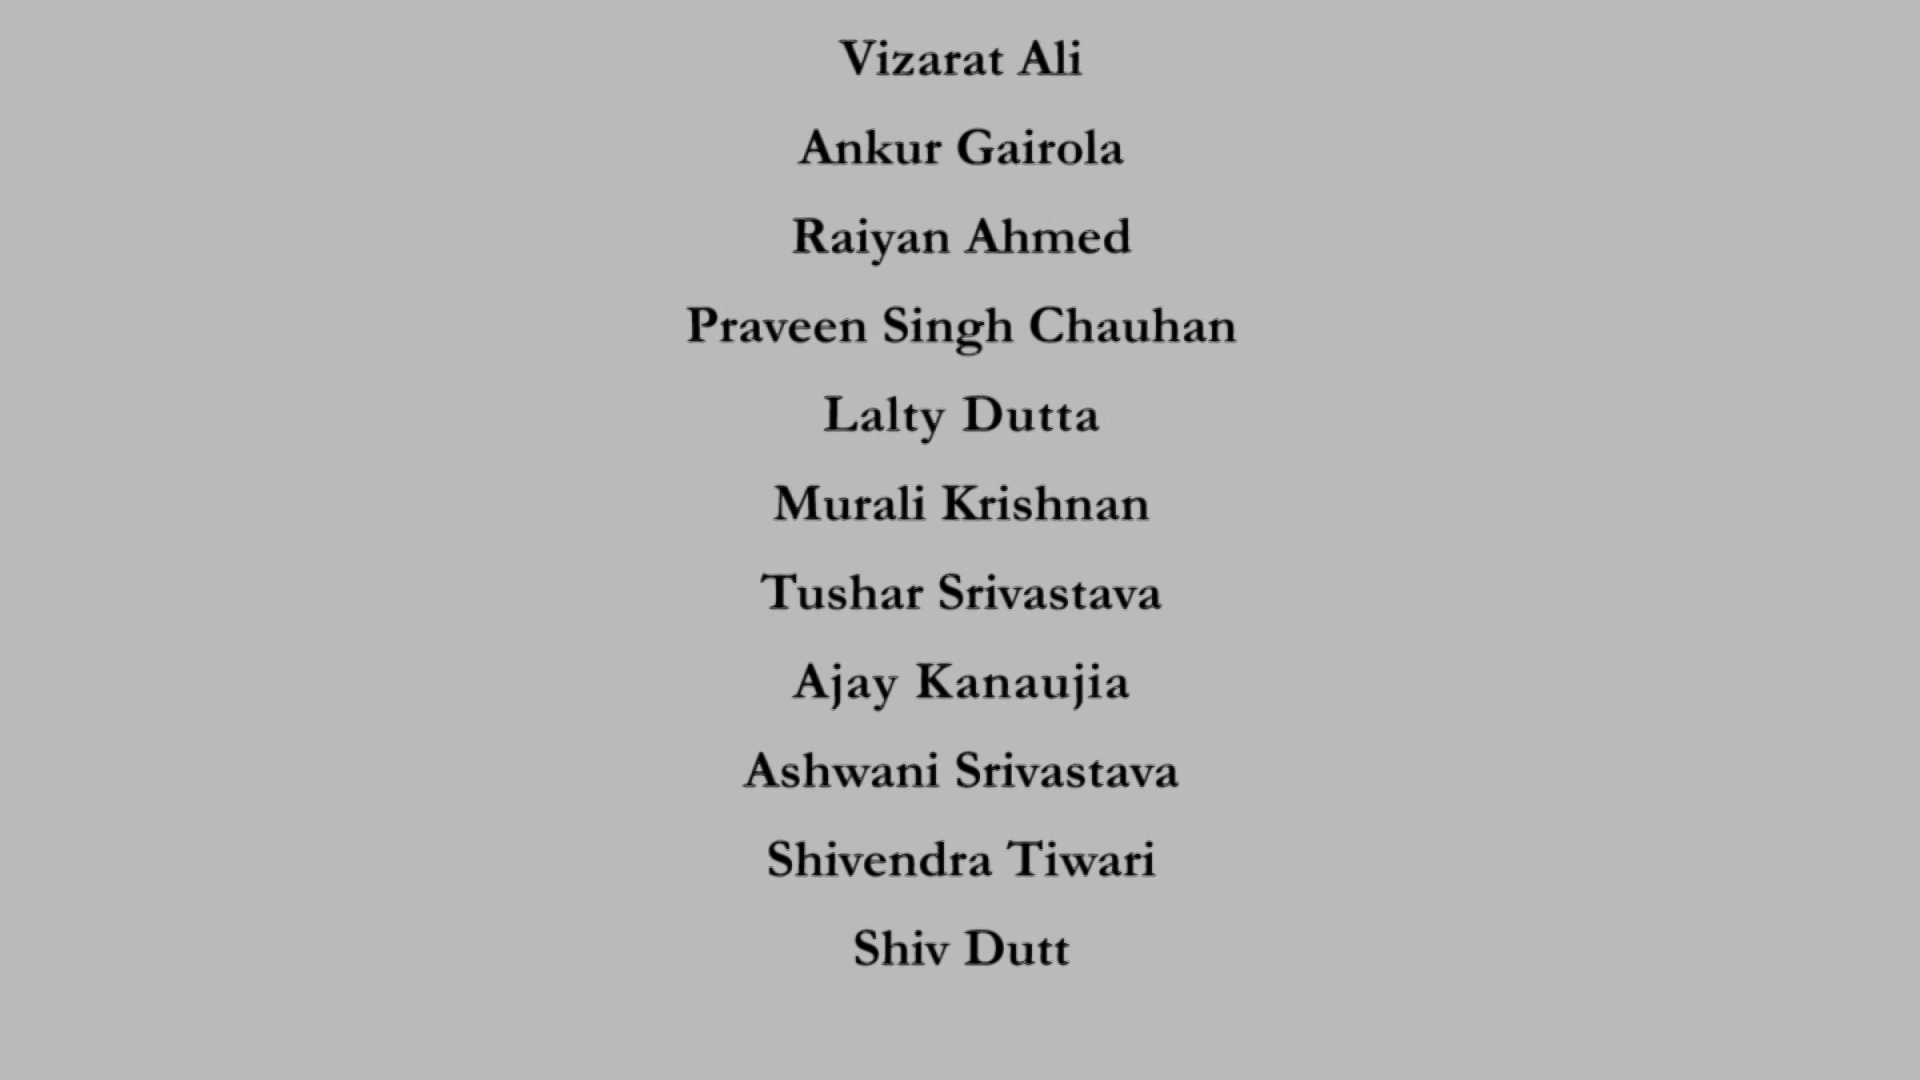 Vizarat Ali
Ankur Gairola
Raiyan Ahmed
Praveen Singh Chauhan
Lalty Dutta
Murali Krishnan
Tushar Srivastava
Ajay Kanaujia
Ashwani Srivastava
Shivendra Tiwari
Shiv Dutt